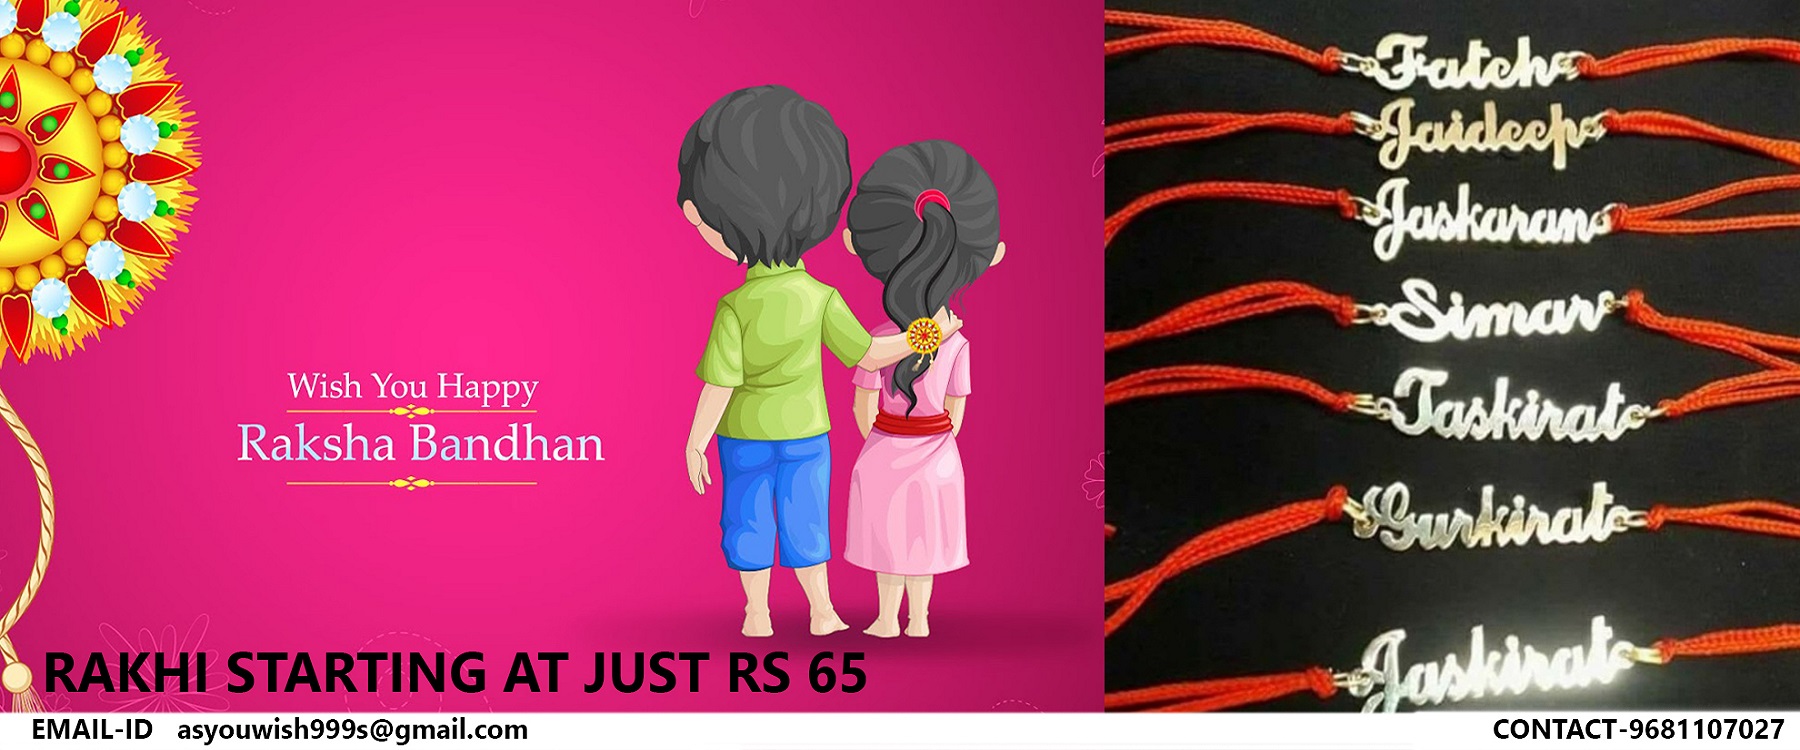 Wish You Happy
Raksha Bandhan
RAKHI STARTING AT JUST RS 65
EMAIL-ID asyouwish999s@gmail.com
Fateh
Jaideep
Jaskaran
Simar
Taskirat
Gurkirat
Jaskirat
CONTACT-9681107027